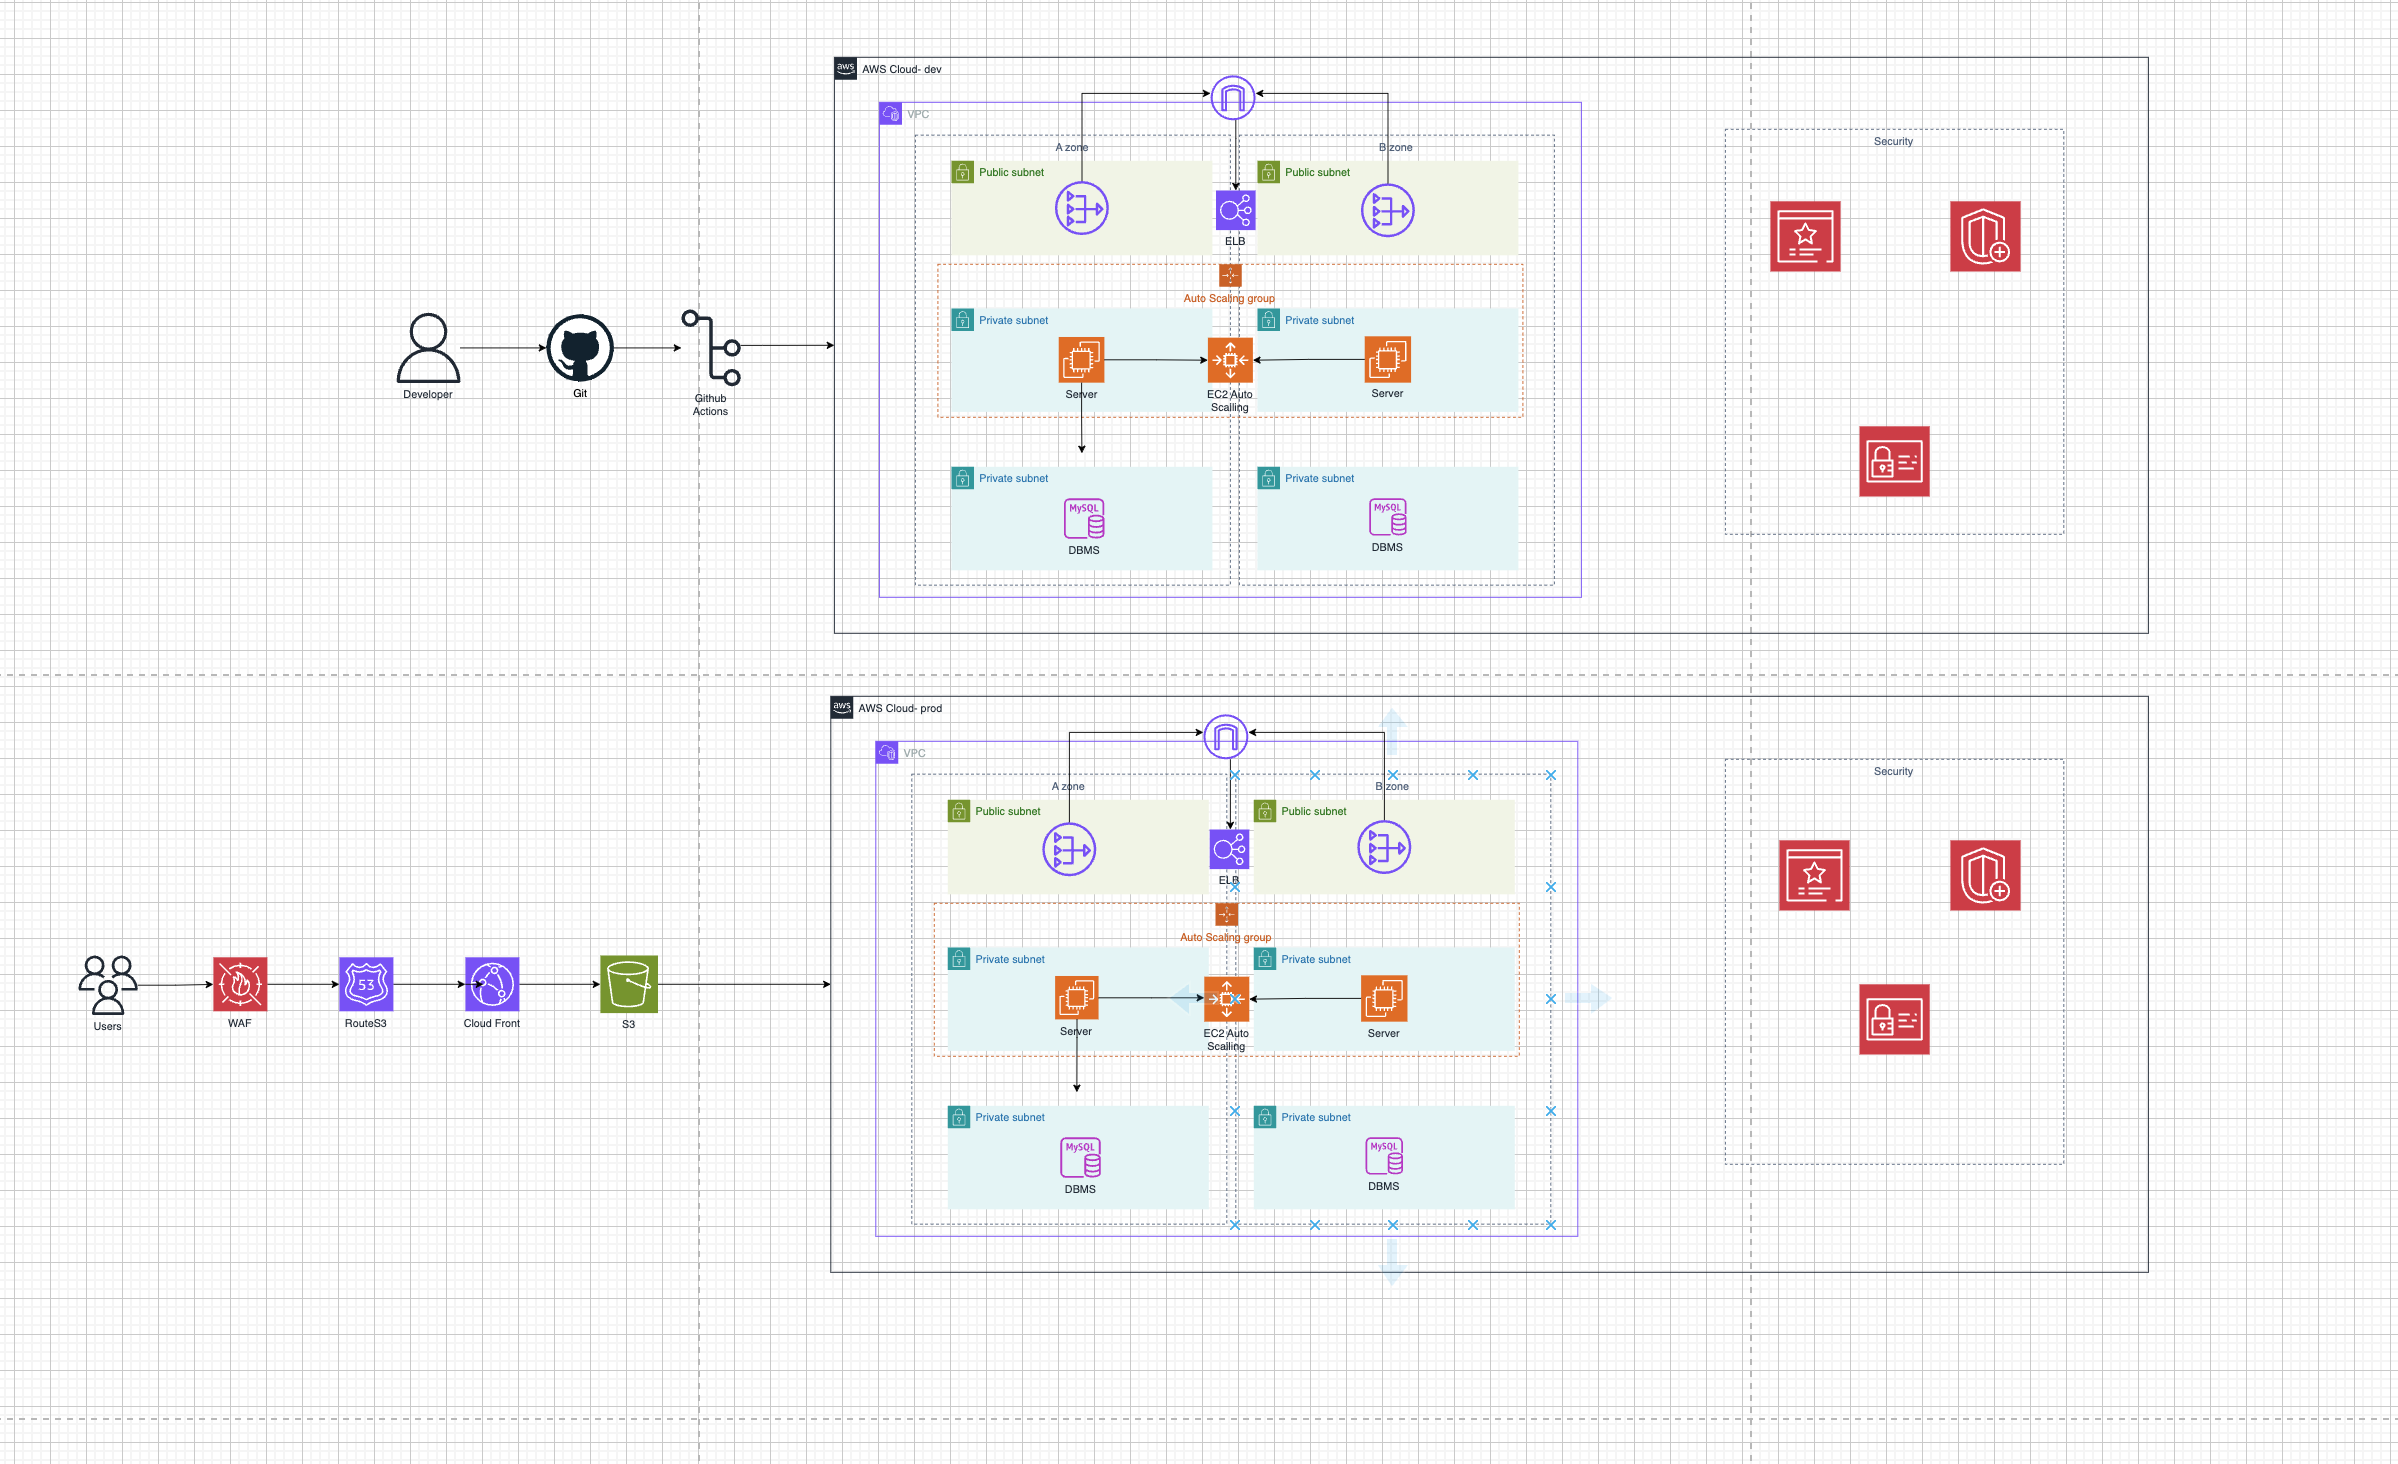 aws
AWS Cloud- dev
VPC
A zone
B zone
Security
Public subnet
Public subnet
ELB
Auto Scaling group
Private subnet
Private subnet
Server
EC2 Auto
Scalling
Server
Developer
Git
Github
Actions
Private subnet
Private subnet
MySQL
MySQL
DBMS
DBMS
aws
AWS Cloud- prod
VPC
A zone
B zone
Security
Public subnet
Public subnet
ELB
Auto Scaling group
Private subnet
Private subnet
53
Server
EC2 Auto
Scalling
Server
Users
WAF
RouteS3
Cloud Front
S3
Private subnet
Private subnet
MySQL
MySQL
DBMS
DBMS